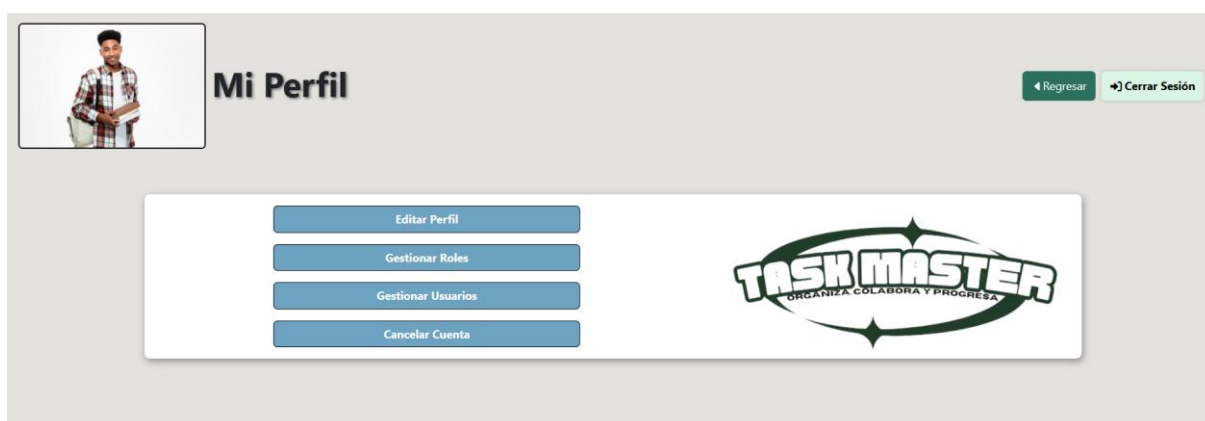 Mi Perfil
Regresar
Cerrar Sesión
Editar Perfil
Gestionar Roles
Gestionar Usuarios
Cancelar Cuenta
TASK MASTER
ORGANIZA. COLABORA Y PROGRESA